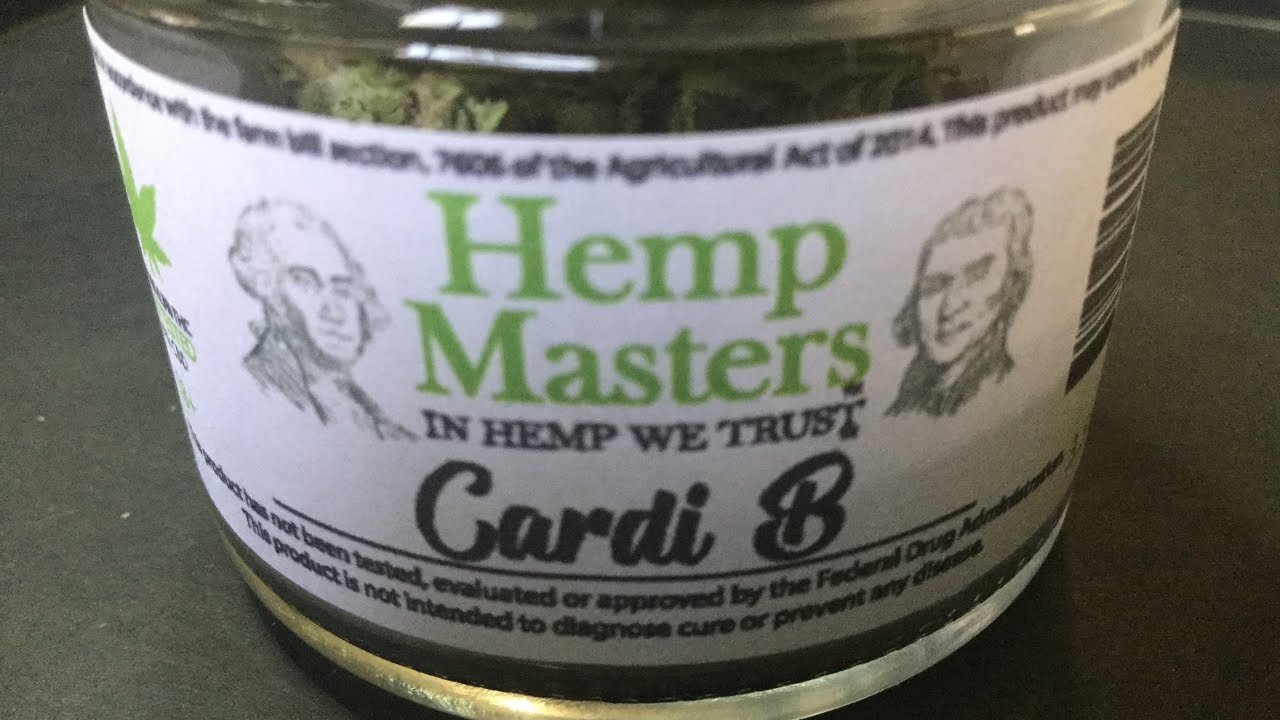 with the farm bill section, 7606 of the Agricultural Act of 2014, This product may
Hemp
Masters
IN HEMP WE TRUST
Cardi B
product has not been tested, evaluated or approved by the Federal Drug Administration
This product is not intended to diagnose cure or prevent any disease.